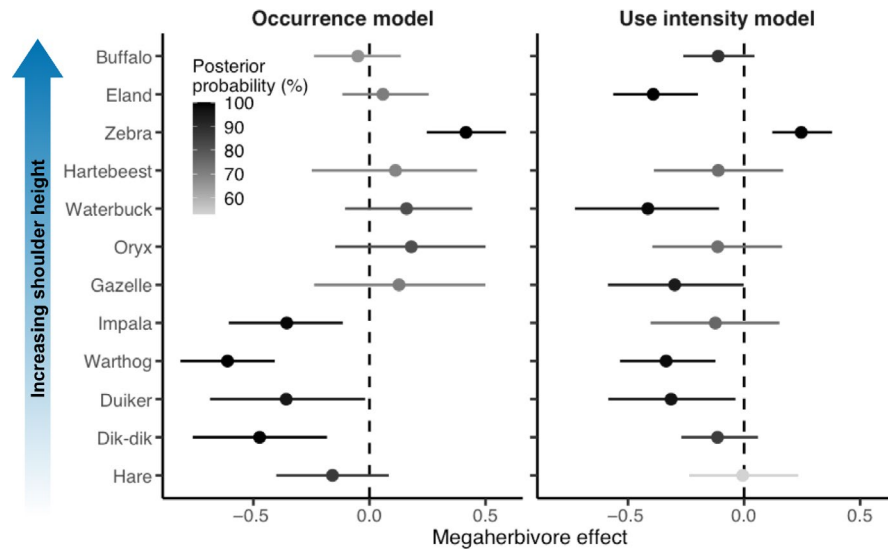 Occurrence model
Use intensity model
Increasing shoulder height
Buffalo
Eland
Zebra
Hartebeest
Waterbuck
Oryx
Gazelle
Impala
Warthog
Duiker
Dik-dik
Hare
Posterior
probability (%)
100
90
80
70
60
−0.5 0.0 0.5
−0.5 0.0 0.5
Megaherbivore effect